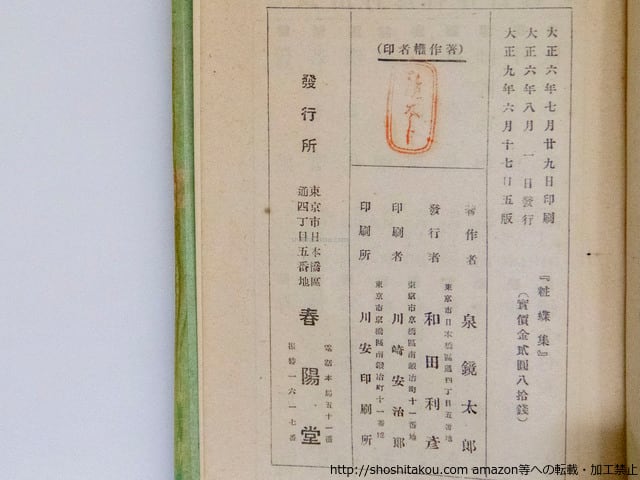 大正六年七月廿九日印刷
大正六年八月一日發行
大正九年六月十七日五版
『粧蝶集』
(實價金貳圓八拾錢)
(印者權作著)
著作者 泉鏡太郎
東京市日本橋區通四丁目五番地
發行者 和田利彦
東京市京橋區南鍛冶町十一番地
印刷者 川崎安治郎
東京市京橋區南鍛冶町十一番地
印刷所 川安印刷所
發行所
東京市日本橋區
通四丁目五番地
春陽堂
電話本局五十一番
振替一六一七番
http://shoshitakou.com amazon等への転載・加工禁止